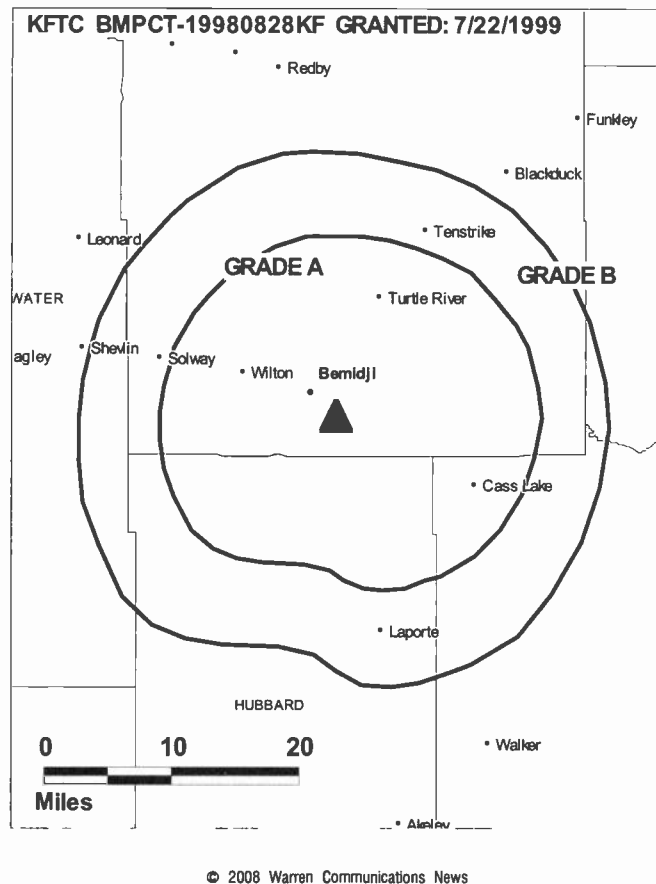 KFTC BMPCT-19980828KF GRANTED: 7/22/1999
Redby
Funkley
Blackduck
Leonard
Tenstrike
GRADE A
GRADE B
WATER
Turtle River
agley
Shevlin
Solway
Wilton
Bemidji
Cass Lake
Laporte
HUBBARD
0 10 20
Walker
Miles
Akeley
© 2008 Warren Communications News